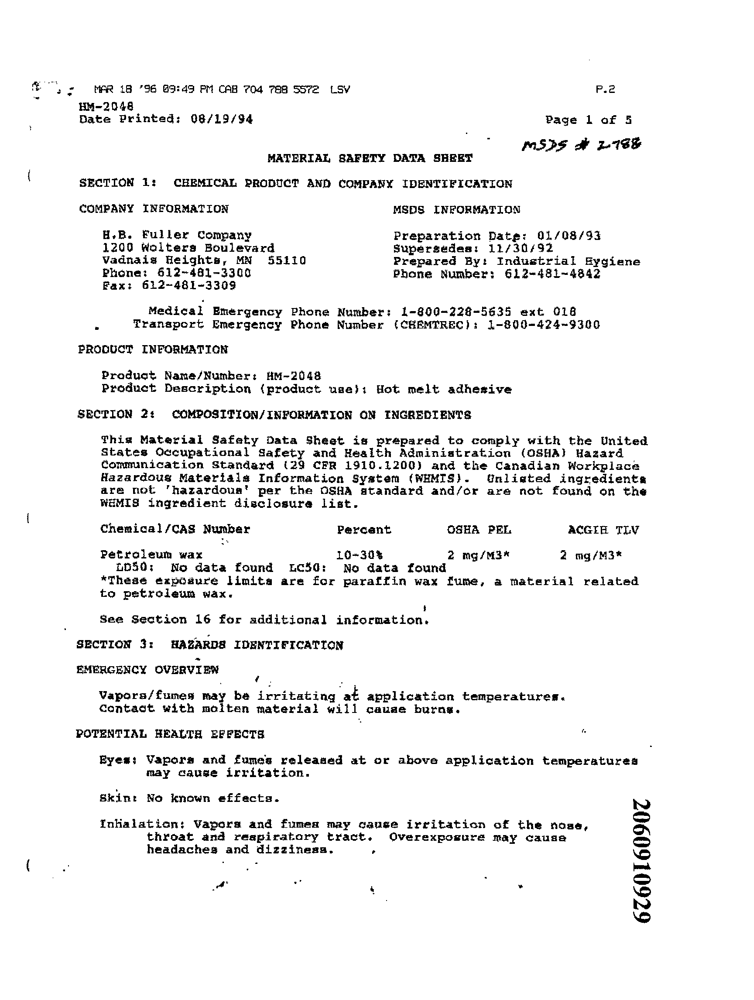 MAR 18 '96 09:49 PM CAB 704 788 5572 LSV P.2
HM-2048
Date Printed: 08/19/94 Page 1 of 5
MSDS # 2788
MATERIAL SAFETY DATA SHEET
SECTION 1: CHEMICAL PRODUCT AND COMPANY IDENTIFICATION
COMPANY INFORMATION MSDS INFORMATION
H.B. Fuller Company Preparation Date: 01/08/93
1200 Wolters Boulevard Supersedes: 11/30/92
Vadnais Heights, MN 55110 Prepared By: Industrial Hygiene
Phone: 612-481-3300 Phone Number: 612-481-4842
Fax: 612-481-3309
Medical Emergency Phone Number: 1-800-228-5635 ext 018
Transport Emergency Phone Number (CHEMTREC): 1-800-424-9300
PRODUCT INFORMATION
Product Name/Number: HM-2048
Product Description (product use): Hot melt adhesive
SECTION 2: COMPOSITION/INFORMATION ON INGREDIENTS
This Material Safety Data Sheet is prepared to comply with the United
States Occupational Safety and Health Administration (OSHA) Hazard
Communication Standard (29 CFR 1910.1200) and the Canadian Workplace
Hazardous Materials Information System (WHMIS). Unlisted ingredients
are not 'hazardous' per the OSHA standard and/or are not found on the
WHMIS ingredient disclosure list.
Chemical/CAS Number Percent OSHA PEL ACGIH TLV
Petroleum wax 10-30% 2 mg/M3* 2 mg/M3*
LD50: No data found LC50: No data found
*These exposure limits are for paraffin wax fume, a material related
to petroleum wax.
See Section 16 for additional information.
SECTION 3: HAZARDS IDENTIFICATION
EMERGENCY OVERVIEW
Vapors/fumes may be irritating at application temperatures.
Contact with molten material will cause burns.
POTENTIAL HEALTH EFFECTS
Eyes: Vapors and fumes released at or above application temperatures
may cause irritation.
Skin: No known effects.
Inhalation: Vapors and fumes may cause irritation of the nose,
throat and respiratory tract. Overexposure may cause
headaches and dizziness.
2060910929